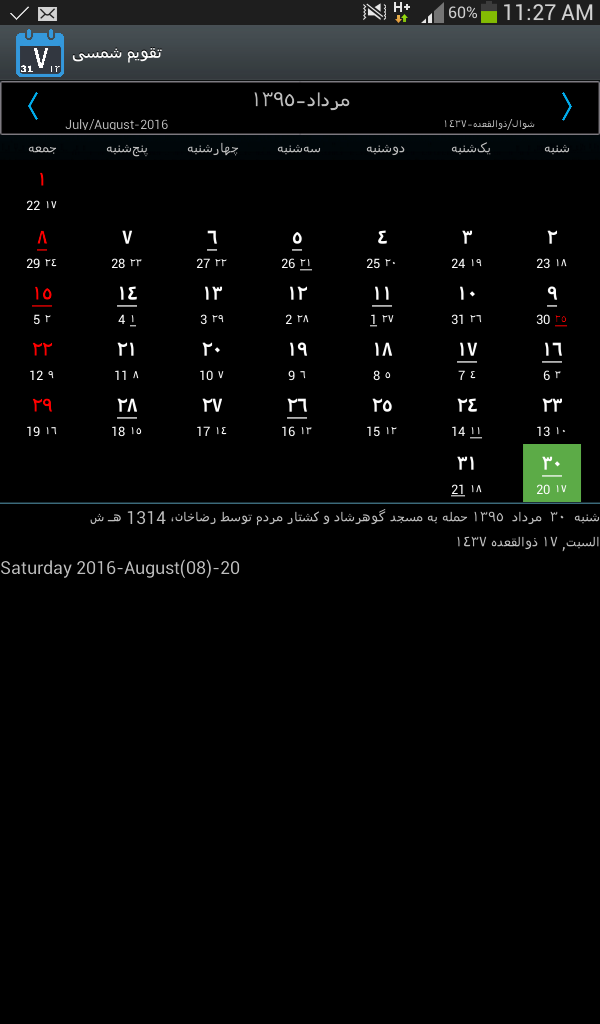 60% 11:27 AM
H+
۷ 31 ۱۲ تقویم شمسی
مرداد-١٣٩٥
July/August-2016 شوال/ذوالقعده-١٤٣٧
شنبه یک‌شنبه دوشنبه سه‌شنبه چهارشنبه پنج‌شنبه جمعه
١
22 ١٧
٢ ٣ ٤ ٥ ٦ ٧ ٨
23 ١٨ 24 ١٩ 25 ٢٠ 26 ٢١ 27 ٢٢ 28 ٢٣ 29 ٢٤
٩ ١٠ ١١ ١٢ ١٣ ١٤ ١٥
30 ٢٥ 31 ٢٦ 1 ٢٧ 2 ٢٨ 3 ٢٩ 4 ١ 5 ٢
١٦ ١٧ ١٨ ١٩ ٢٠ ٢١ ٢٢
6 ٣ 7 ٤ 8 ٥ 9 ٦ 10 ٧ 11 ٨ 12 ٩
٢٣ ٢٤ ٢٥ ٢٦ ٢٧ ٢٨ ٢٩
13 ١٠ 14 ١١ 15 ١٢ 16 ١٣ 17 ١٤ 18 ١٥ 19 ١٦
٣٠ ٣١
20 ١٧ 21 ١٨
شنبه ٣٠ مرداد ١٣٩٥ حمله به مسجد گوهرشاد و کشتار مردم توسط رضاخان، 1314 هـ ش
السبت, ١٧ ذوالقعده ١٤٣٧
Saturday 2016-August(08)-20